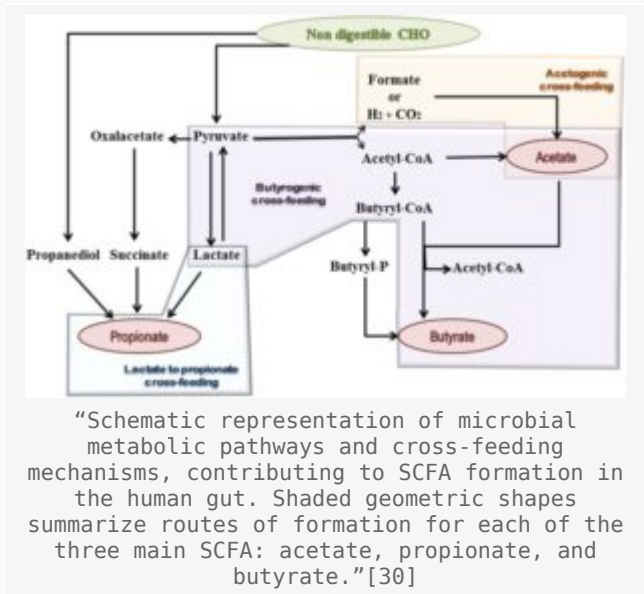 Non digestible CHO
Formate
or
H₂ + CO₂
Acetogenic
cross-feeding
Oxalacetate
Pyruvate
Acetyl-CoA
Acetate
Butyrogenic
cross-feeding
Butyryl-CoA
Propanediol
Succinate
Lactate
Butyryl-P
Acetyl-CoA
Propionate
Butyrate
Lactate to propionate
cross-feeding
“Schematic representation of microbial
metabolic pathways and cross-feeding
mechanisms, contributing to SCFA formation in
the human gut. Shaded geometric shapes
summarize routes of formation for each of the
three main SCFA: acetate, propionate, and
butyrate.”[30]